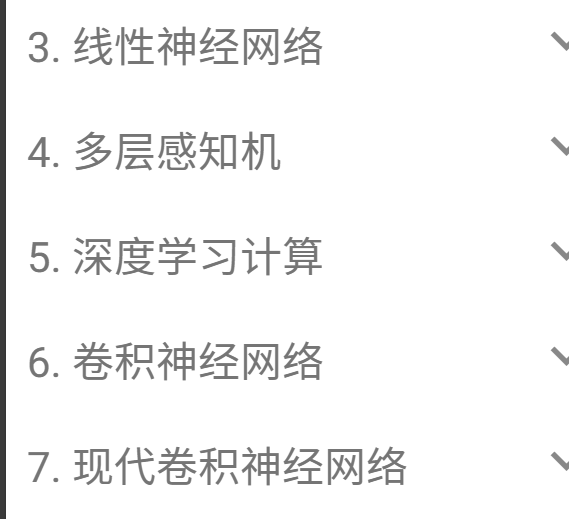 3. 线性神经网络
4. 多层感知机
5. 深度学习计算
6. 卷积神经网络
7. 现代卷积神经网络